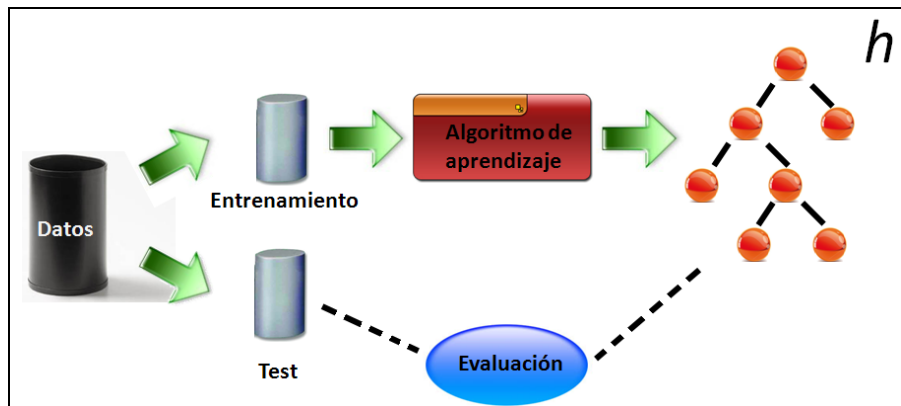 h
Algoritmo de
aprendizaje
Entrenamiento
Datos
Test
Evaluación